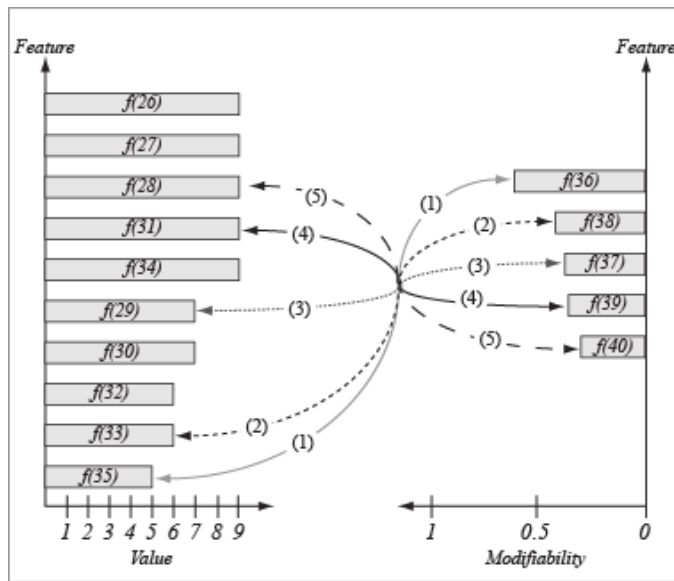 Feature Feature
f(26)
f(27)
f(28) (5) (1) f(36)
f(31) (4) (2) f(38)
f(34) (3) f(37)
f(29) (3) (4) f(39)
f(30) (5) f(40)
f(32)
f(33) (2)
f(35) (1)
1 2 3 4 5 6 7 8 9 1 0.5 0
Value Modifiability